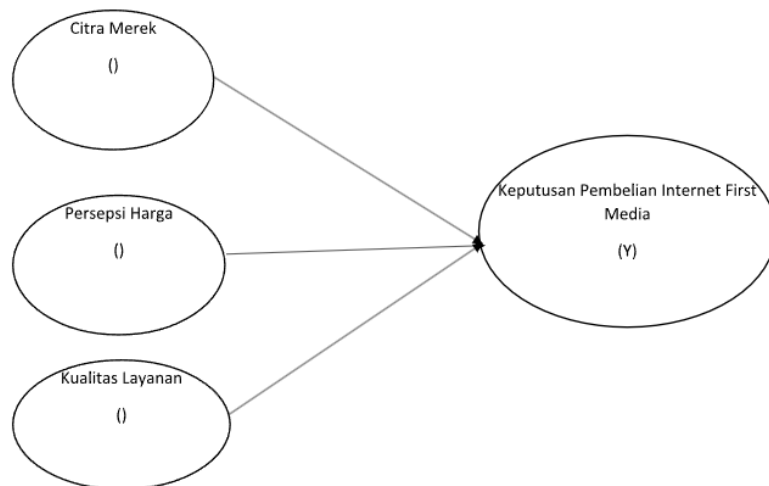 Citra Merek
()
Persepsi Harga
()
Kualitas Layanan
()
Keputusan Pembelian Internet First
Media
(Y)